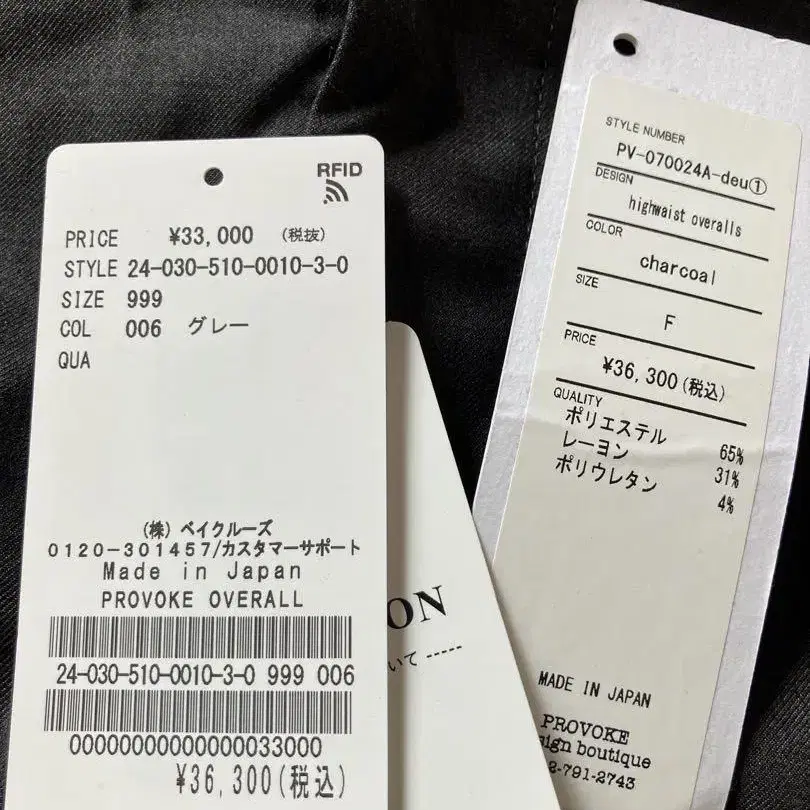 RFID
PRICE ¥33,000 (税抜)
STYLE 24-030-510-0010-3-0
SIZE 999
COL 006 グレー
QUA
(株) ベイクルーズ
0120-301457/カスタマーサポート
Made in Japan
PROVOKE OVERALL
24-030-510-0010-3-0 999 006
00000000000000033000
¥36,300(税込)
ON
いて -----
STYLE NUMBER
PV-070024A-deu①
DESIGN
highwaist overalls
COLOR
charcoal
SIZE
F
PRICE
¥36,300(税込)
QUALITY
ポリエステル 65%
レーヨン 31%
ポリウレタン 4%
MADE IN JAPAN
PROVOKE
sign boutique
2-791-2743